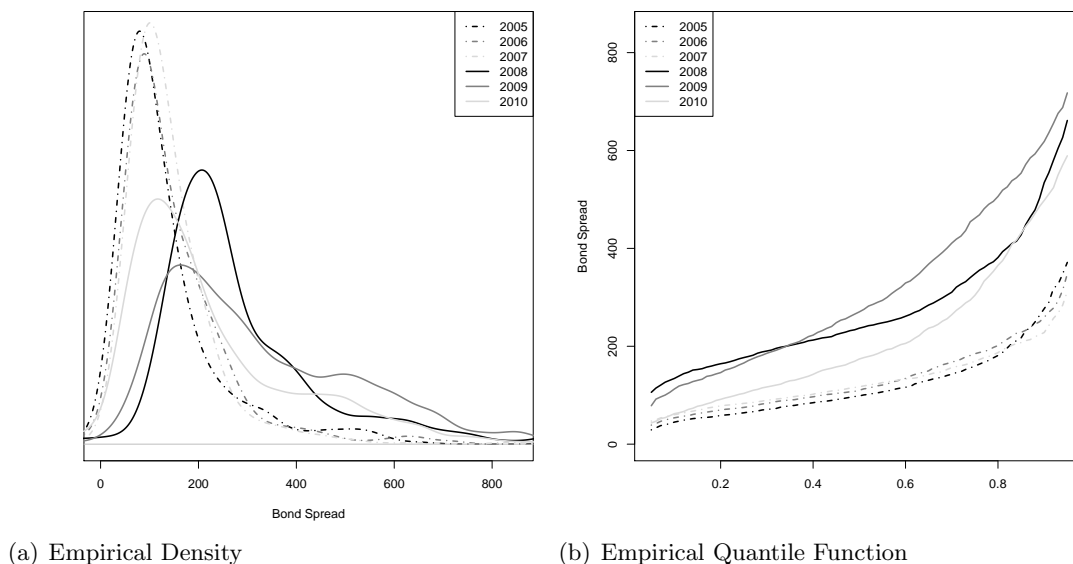 2005
2006
2007
2008
2009
2010
0 200 400 600 800
Bond Spread
(a) Empirical Density
2005
2006
2007
2008
2009
2010
800
600
400
200
0
Bond Spread
0.2 0.4 0.6 0.8
(b) Empirical Quantile Function